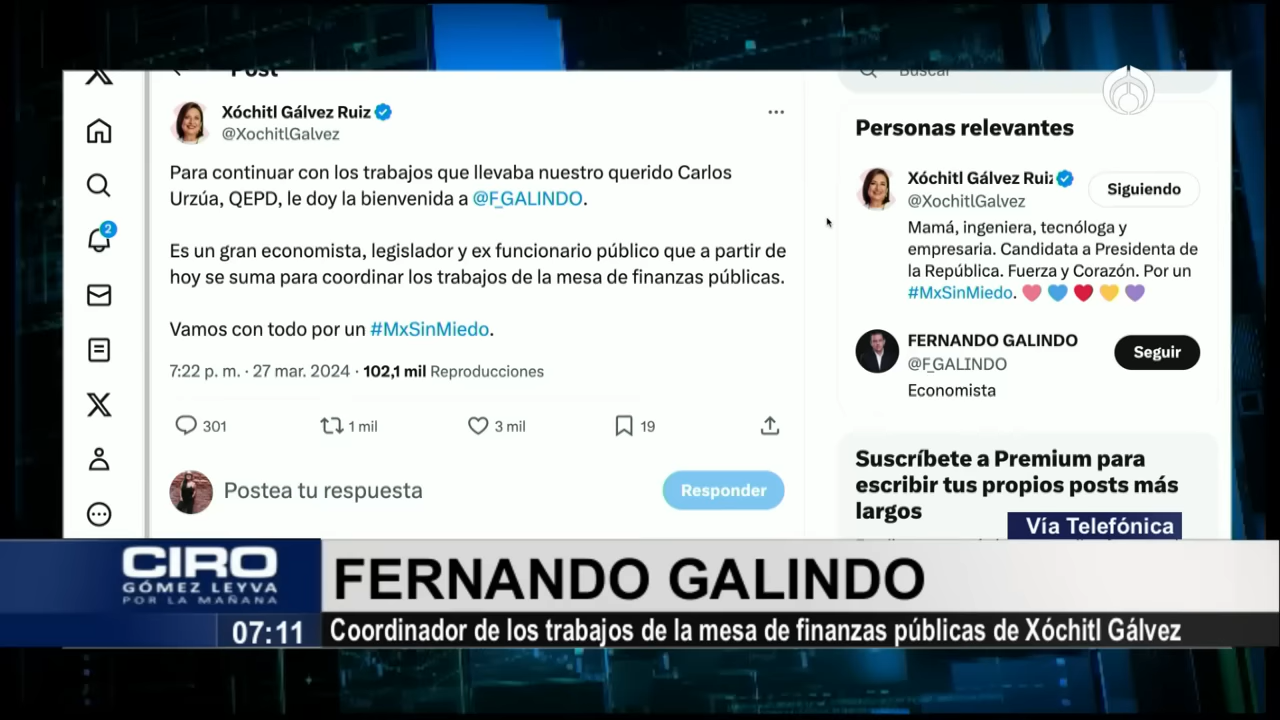 Post
Buscar
Xóchitl Gálvez Ruiz
@XochitlGalvez
Para continuar con los trabajos que llevaba nuestro querido Carlos
Urzúa, QEPD, le doy la bienvenida a @F_GALINDO.
Es un gran economista, legislador y ex funcionario público que a partir de
hoy se suma para coordinar los trabajos de la mesa de finanzas públicas.
Vamos con todo por un #MxSinMiedo.
7:22 p. m. · 27 mar. 2024 · 102,1 mil Reproducciones
301
1 mil
3 mil
19
Postea tu respuesta
Responder
2
Personas relevantes
Xóchitl Gálvez Ruiz
@XochitlGalvez
Siguiendo
Mamá, ingeniera, tecnóloga y
empresaria. Candidata a Presidenta de
la República. Fuerza y Corazón. Por un
#MxSinMiedo.
FERNANDO GALINDO
@F_GALINDO
Seguir
Economista
Suscríbete a Premium para
escribir tus propios posts más
largos
Vía Telefónica
CIRO
GÓMEZ LEYVA
POR LA MAÑANA
07:11
FERNANDO GALINDO
Coordinador de los trabajos de la mesa de finanzas públicas de Xóchitl Gálvez